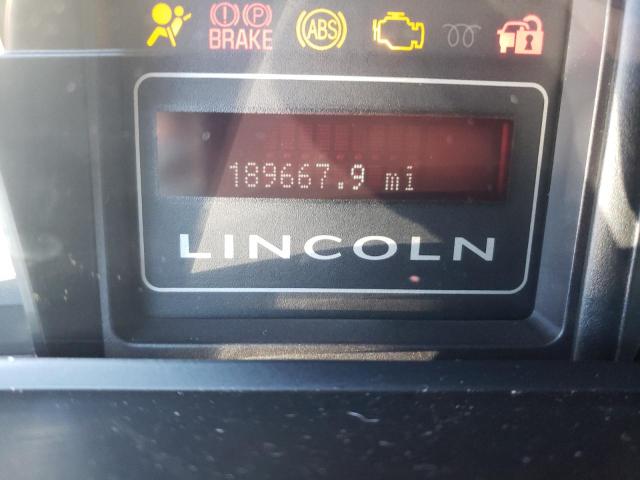 (!) (P)
BRAKE
ABS
189667.9 mi
LINCOLN